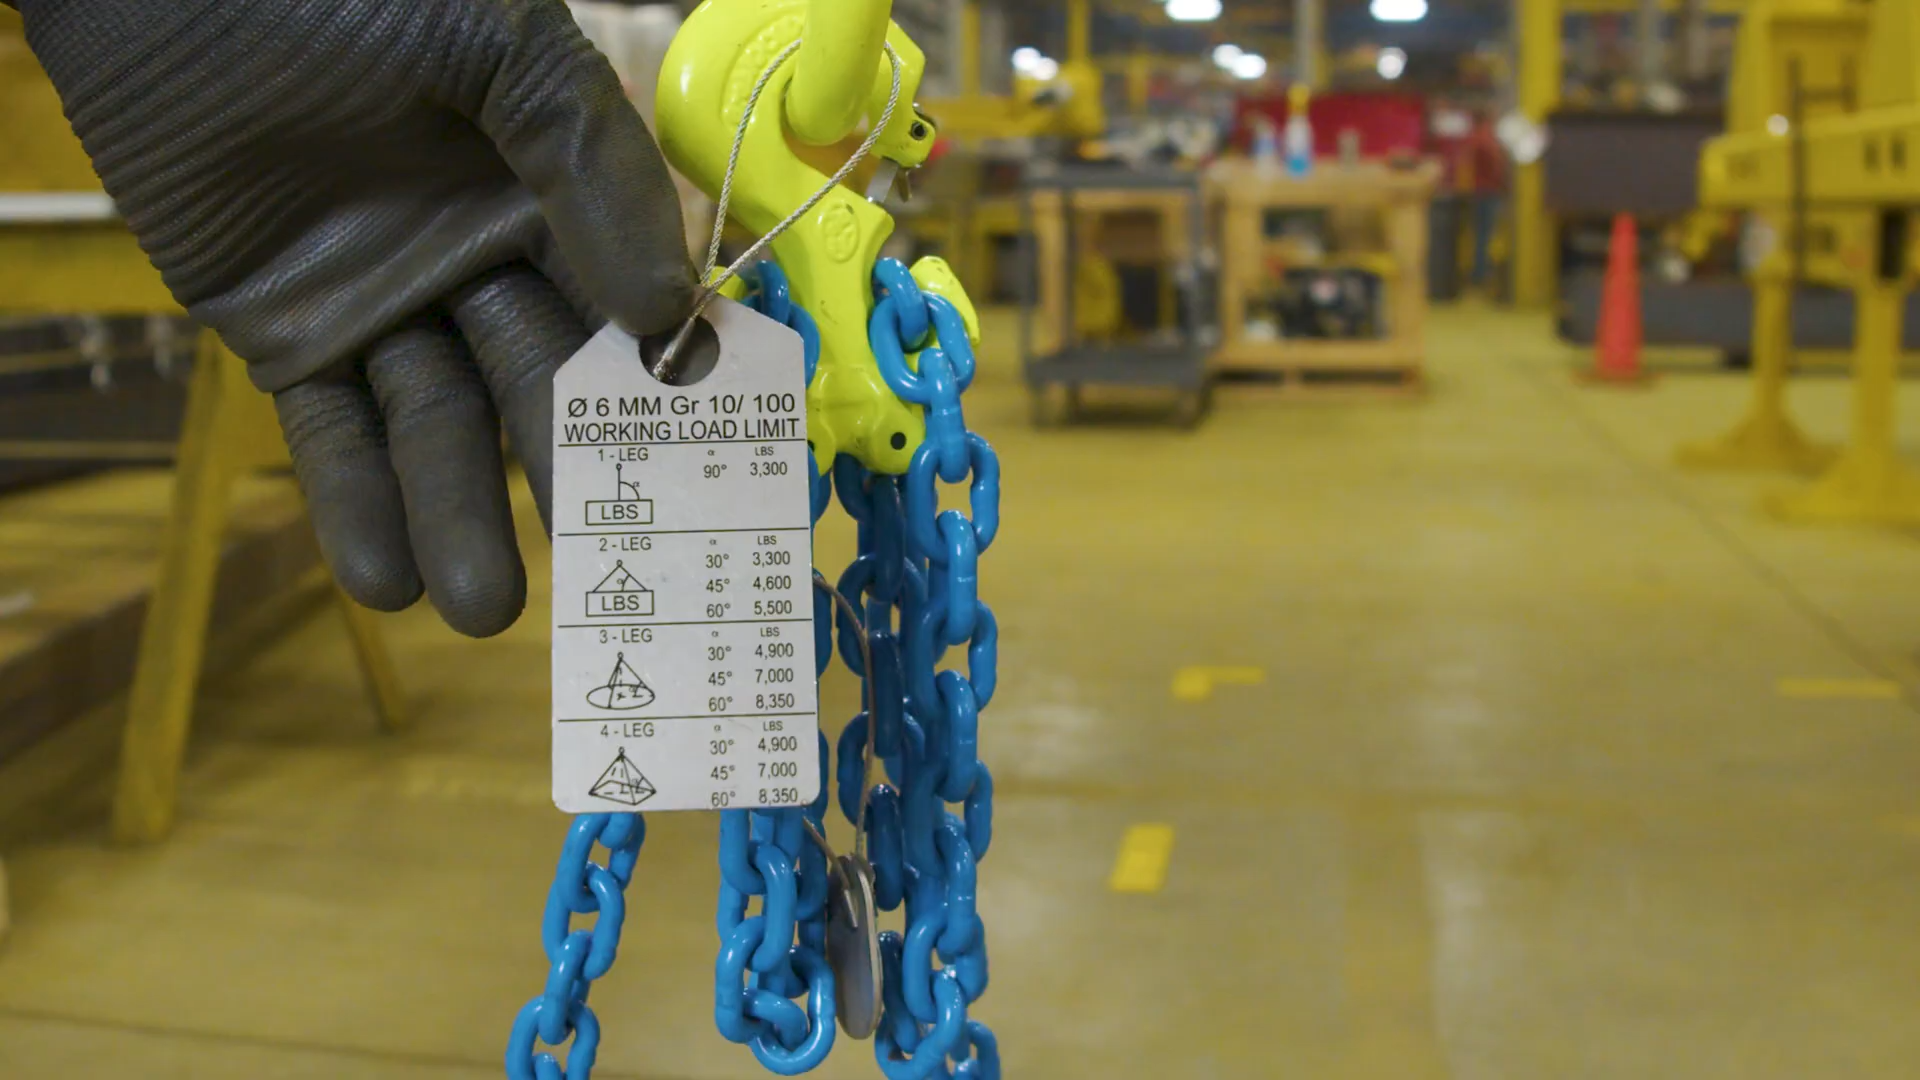 Ø 6 MM Gr 10/ 100
WORKING LOAD LIMIT
1 - LEG α LBS
90° 3,300
LBS
2 - LEG α LBS
30° 3,300
45° 4,600
60° 5,500
LBS
3 - LEG α LBS
30° 4,900
45° 7,000
60° 8,350
4 - LEG α LBS
30° 4,900
45° 7,000
60° 8,350